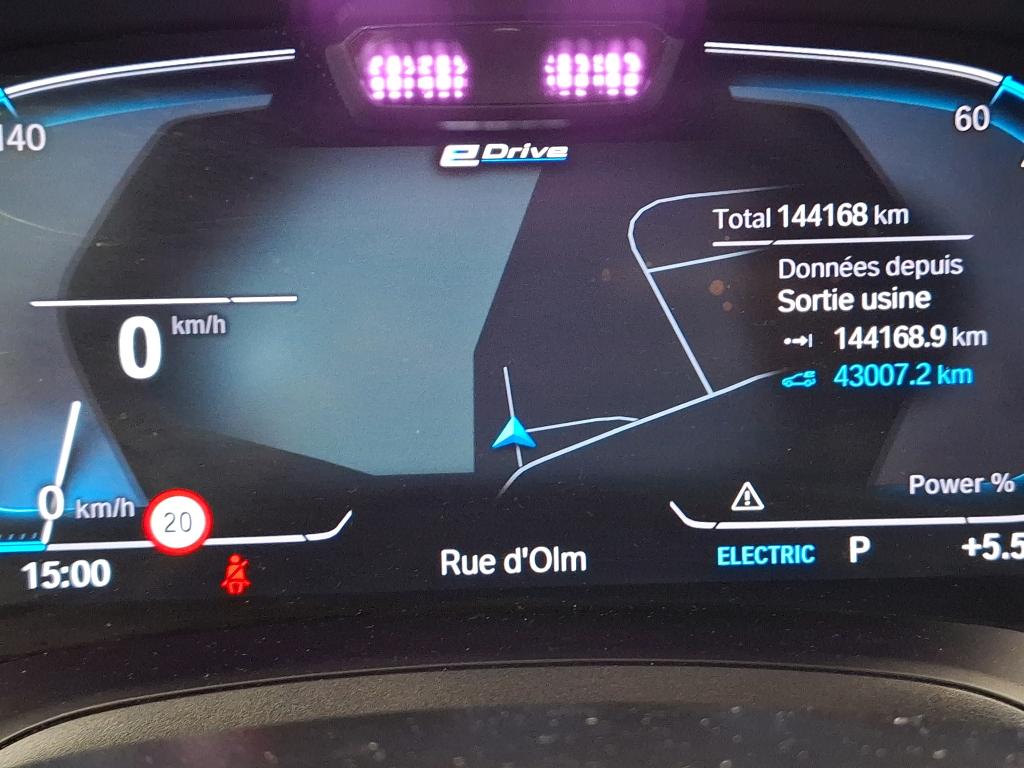 140
60
eDrive
Total 144168 km
Données depuis
Sortie usine
144168.9 km
43007.2 km
0 km/h
0 km/h
20
Power %
15:00
Rue d'Olm
ELECTRIC P
+5.5